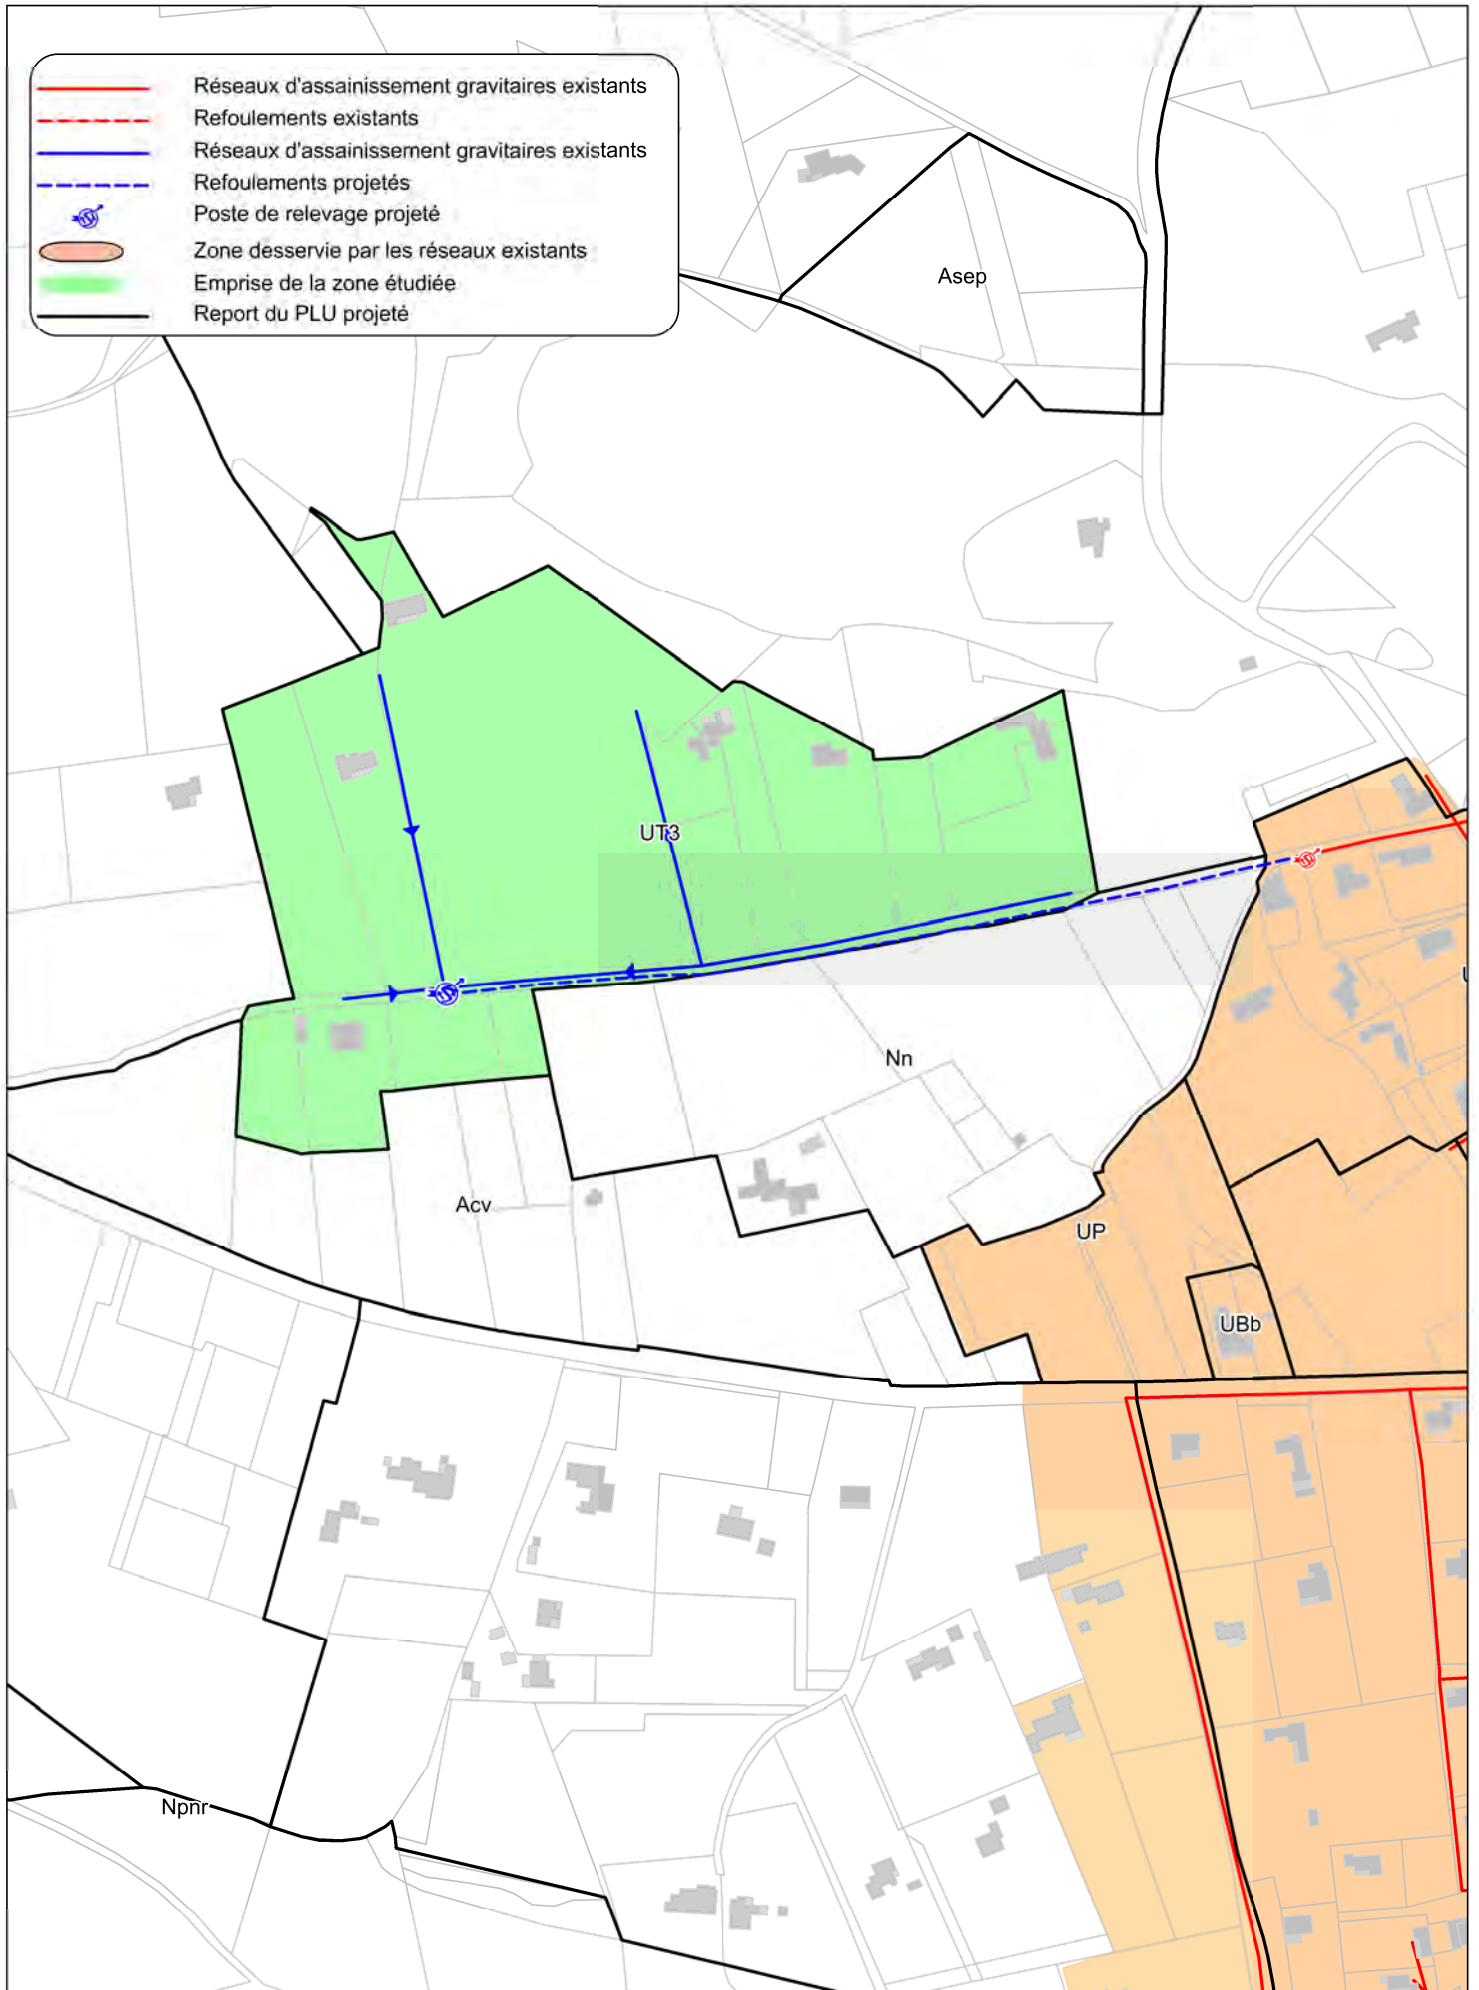 Réseaux d'assainissement gravitaires existants
Refoulements existants
Réseaux d'assainissement gravitaires existants
Refoulements projetés
Poste de relevage projeté
Zone desservie par les réseaux existants
Emprise de la zone étudiée
Report du PLU projeté
Asep
UT3
Nn
Acv
UP
UBb
Npnr